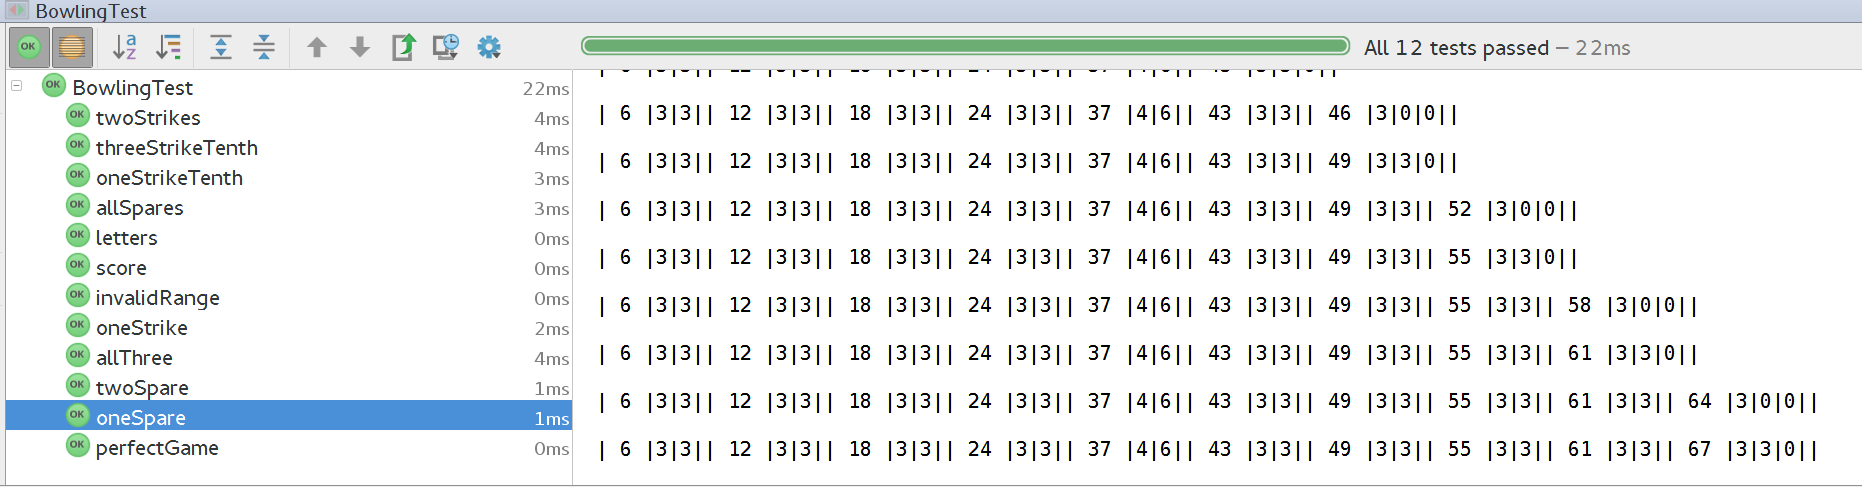 BowlingTest
All 12 tests passed – 22ms
BowlingTest 22ms
twoStrikes 4ms
threeStrikeTenth 4ms
oneStrikeTenth 3ms
allSpares 3ms
letters 0ms
score 0ms
invalidRange 0ms
oneStrike 2ms
allThree 4ms
twoSpare 1ms
oneSpare 1ms
perfectGame 0ms
| 6 |3|3|| 12 |3|3|| 18 |3|3|| 24 |3|3|| 37 |4|6|| 43 |3|3|| 46 |3|0|0||
| 6 |3|3|| 12 |3|3|| 18 |3|3|| 24 |3|3|| 37 |4|6|| 43 |3|3|| 49 |3|3|0||
| 6 |3|3|| 12 |3|3|| 18 |3|3|| 24 |3|3|| 37 |4|6|| 43 |3|3|| 49 |3|3|| 52 |3|0|0||
| 6 |3|3|| 12 |3|3|| 18 |3|3|| 24 |3|3|| 37 |4|6|| 43 |3|3|| 49 |3|3|| 55 |3|3|0||
| 6 |3|3|| 12 |3|3|| 18 |3|3|| 24 |3|3|| 37 |4|6|| 43 |3|3|| 49 |3|3|| 55 |3|3|| 58 |3|0|0||
| 6 |3|3|| 12 |3|3|| 18 |3|3|| 24 |3|3|| 37 |4|6|| 43 |3|3|| 49 |3|3|| 55 |3|3|| 61 |3|3|0||
| 6 |3|3|| 12 |3|3|| 18 |3|3|| 24 |3|3|| 37 |4|6|| 43 |3|3|| 49 |3|3|| 55 |3|3|| 61 |3|3|| 64 |3|0|0||
| 6 |3|3|| 12 |3|3|| 18 |3|3|| 24 |3|3|| 37 |4|6|| 43 |3|3|| 49 |3|3|| 55 |3|3|| 61 |3|3|| 67 |3|3|0||